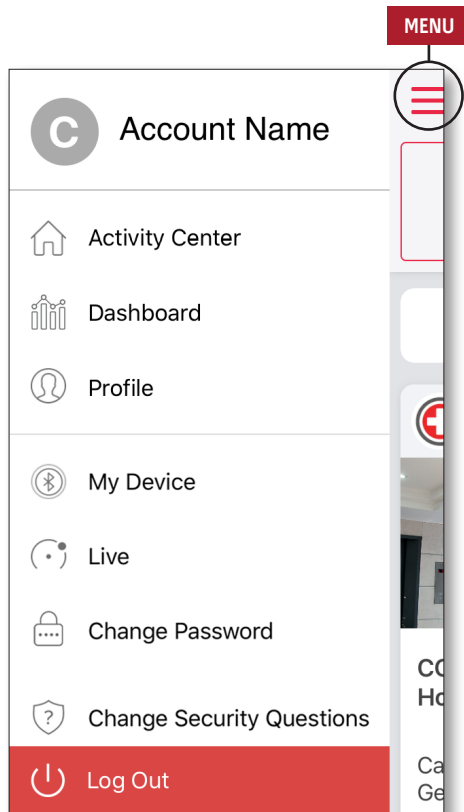 MENU
C Account Name
Activity Center
Dashboard
Profile
My Device
Live
Change Password
? Change Security Questions
Log Out